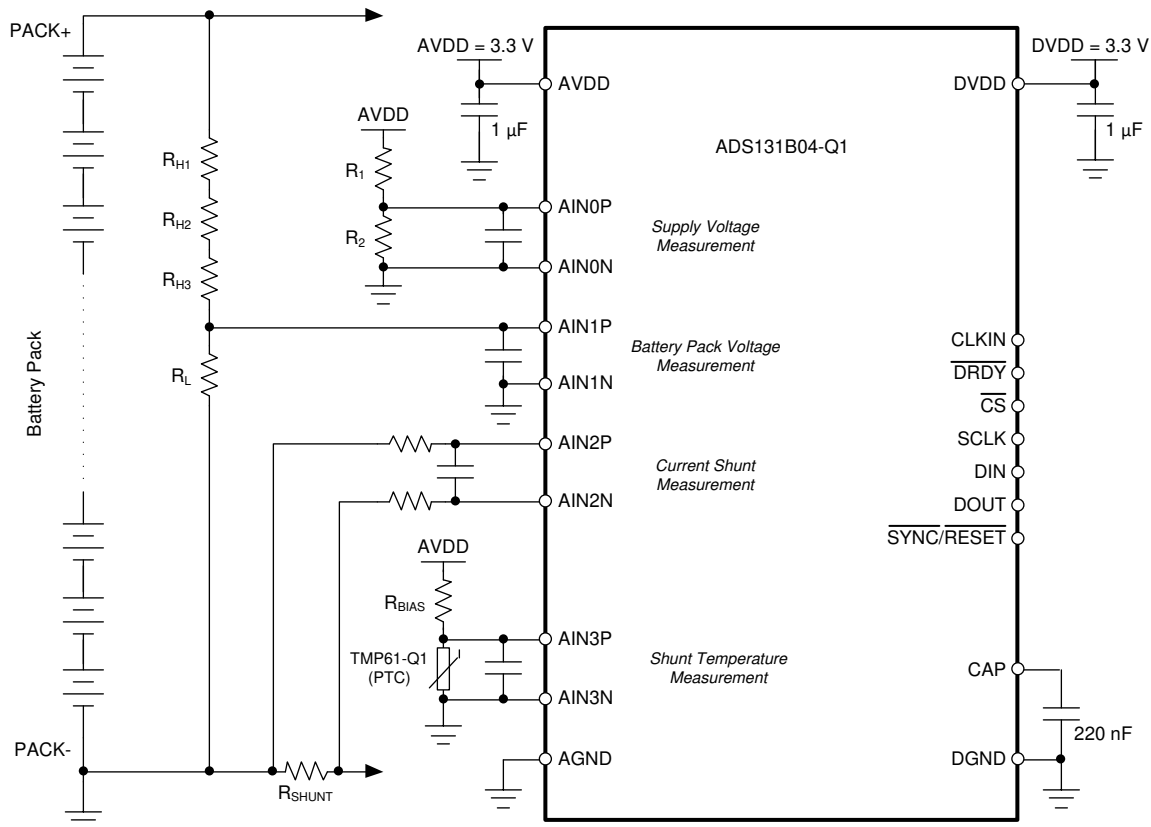 PACK+
AVDD = 3.3 V
DVDD = 3.3 V
AVDD
DVDD
1 µF
1 µF
ADS131B04-Q1
AVDD
RH1
R1
AIN0P
RH2
R2
Supply Voltage
Measurement
RH3
AIN0N
AIN1P
Battery Pack Voltage
Measurement
CLKIN
DRDY
RL
AIN1N
CS
Battery Pack
AIN2P
SCLK
Current Shunt
Measurement
DIN
AIN2N
DOUT
SYNC/RESET
AVDD
RBIAS
AIN3P
TMP61-Q1
(PTC)
Shunt Temperature
Measurement
CAP
AIN3N
220 nF
PACK-
AGND
DGND
RSHUNT